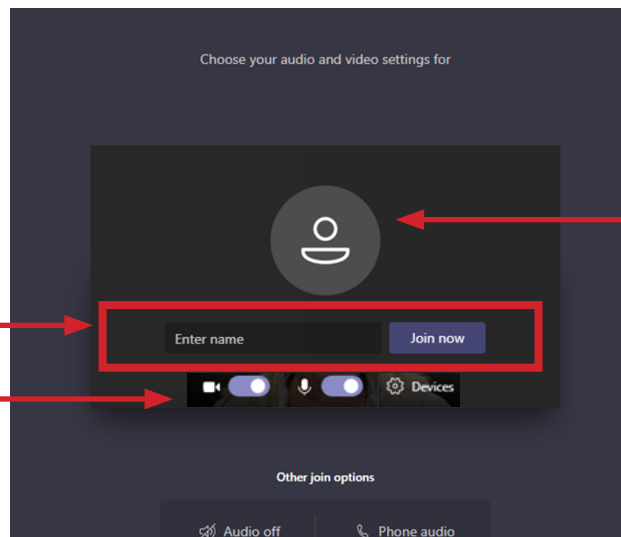 Choose your audio and video settings for
Enter name
Join now
Devices
Other join options
Audio off
Phone audio